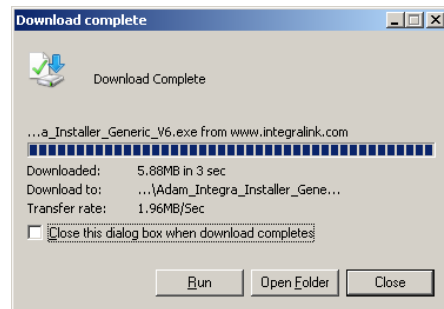 Download complete
Download Complete
...a_Installer_Generic_V6.exe from www.integralink.com
Downloaded: 5.88MB in 3 sec
Download to: ...\Adam_Integra_Installer_Gene...
Transfer rate: 1.96MB/Sec
Close this dialog box when download completes
Run Open Folder Close